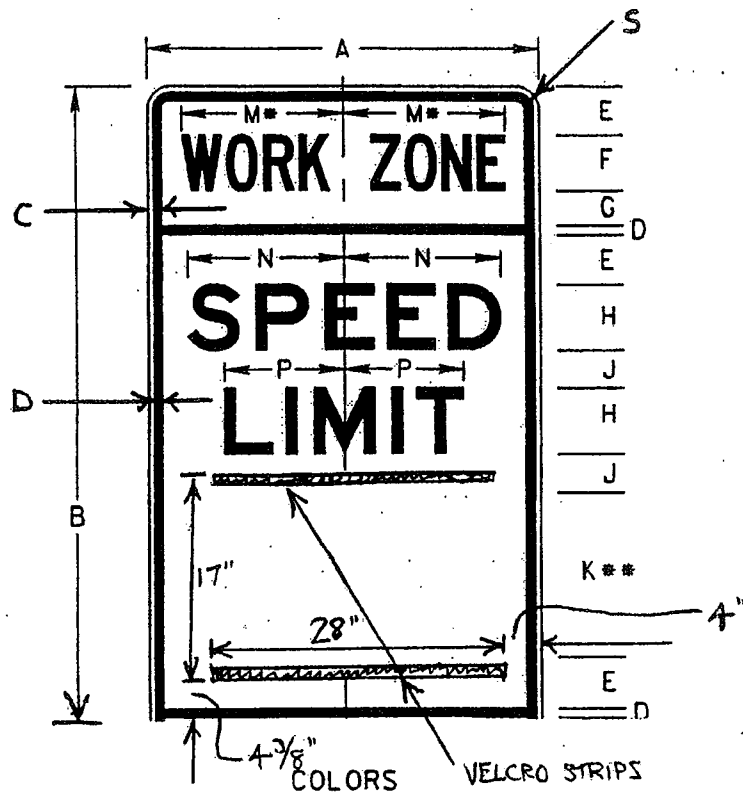 A
S
M* M*
E
WORK ZONE
F
C
G
D
N N
E
SPEED
H
P P
J
D
LIMIT
H
J
B
17"
K**
28"
4"
E
D
4 3/8"
COLORS
VELCRO STRIPS